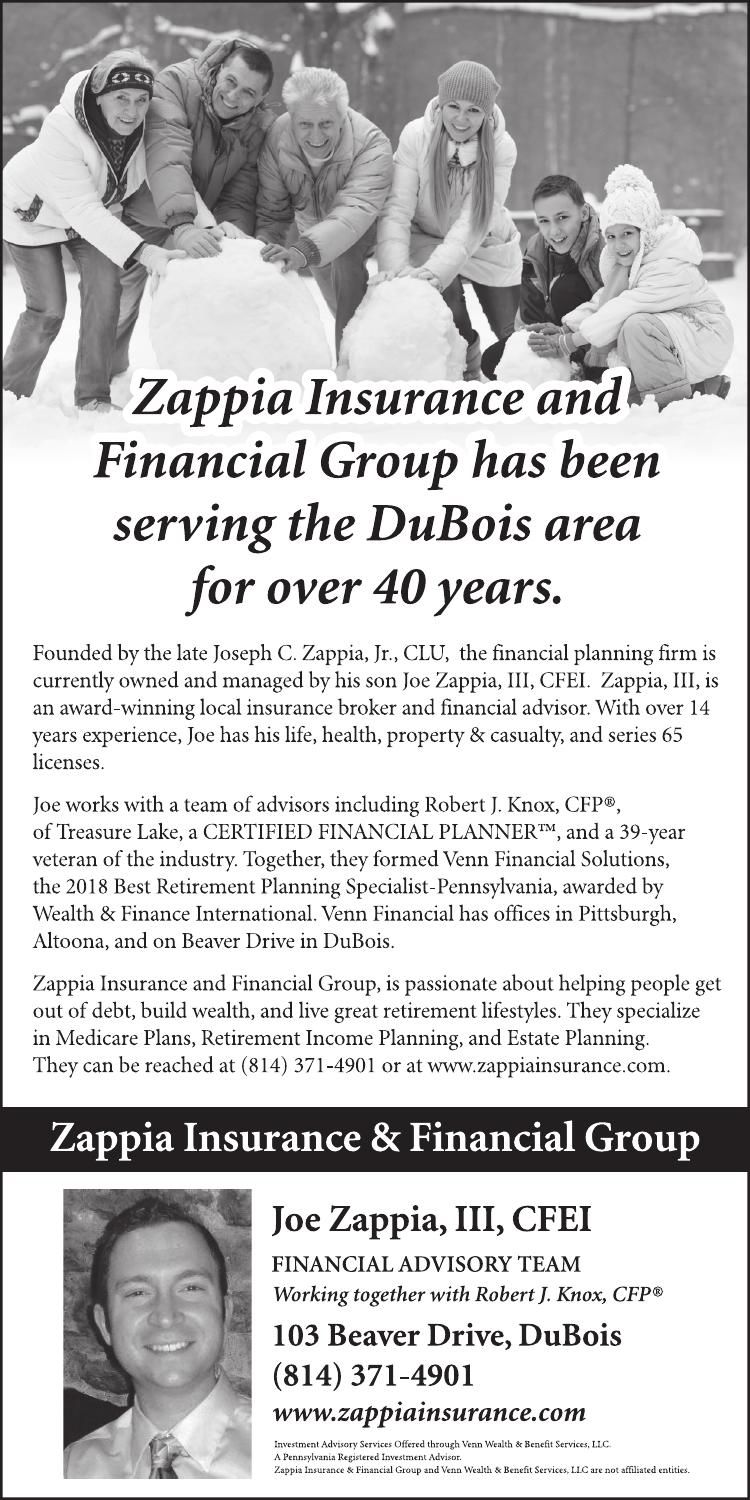 Zappia Insurance and
Financial Group has been
serving the DuBois area
for over 40 years.
Founded by the late Joseph C. Zappia, Jr., CLU,  the financial planning firm is
currently owned and managed by his son Joe Zappia, III, CFEI.  Zappia, III, is
an award-winning local insurance broker and financial advisor. With over 14
years experience, Joe has his life, health, property & casualty, and series 65
licenses.
Joe works with a team of advisors including Robert J. Knox, CFP®,
of Treasure Lake, a CERTIFIED FINANCIAL PLANNER™, and a 39-year
veteran of the industry. Together, they formed Venn Financial Solutions,
the 2018 Best Retirement Planning Specialist-Pennsylvania, awarded by
Wealth & Finance International. Venn Financial has offices in Pittsburgh,
Altoona, and on Beaver Drive in DuBois.
Zappia Insurance and Financial Group, is passionate about helping people get
out of debt, build wealth, and live great retirement lifestyles. They specialize
in Medicare Plans, Retirement Income Planning, and Estate Planning.
They can be reached at (814) 371-4901 or at www.zappiainsurance.com.
Zappia Insurance & Financial Group
Joe Zappia, III, CFEI
FINANCIAL ADVISORY TEAM
Working together with Robert J. Knox, CFP®
103 Beaver Drive, DuBois
(814) 371-4901
www.zappiainsurance.com
Investment Advisory Services Offered through Venn Wealth & Benefit Services, LLC.
A Pennsylvania Registered Investment Advisor.
Zappia Insurance & Financial Group and Venn Wealth & Benefit Services, LLC are not affiliated entities.